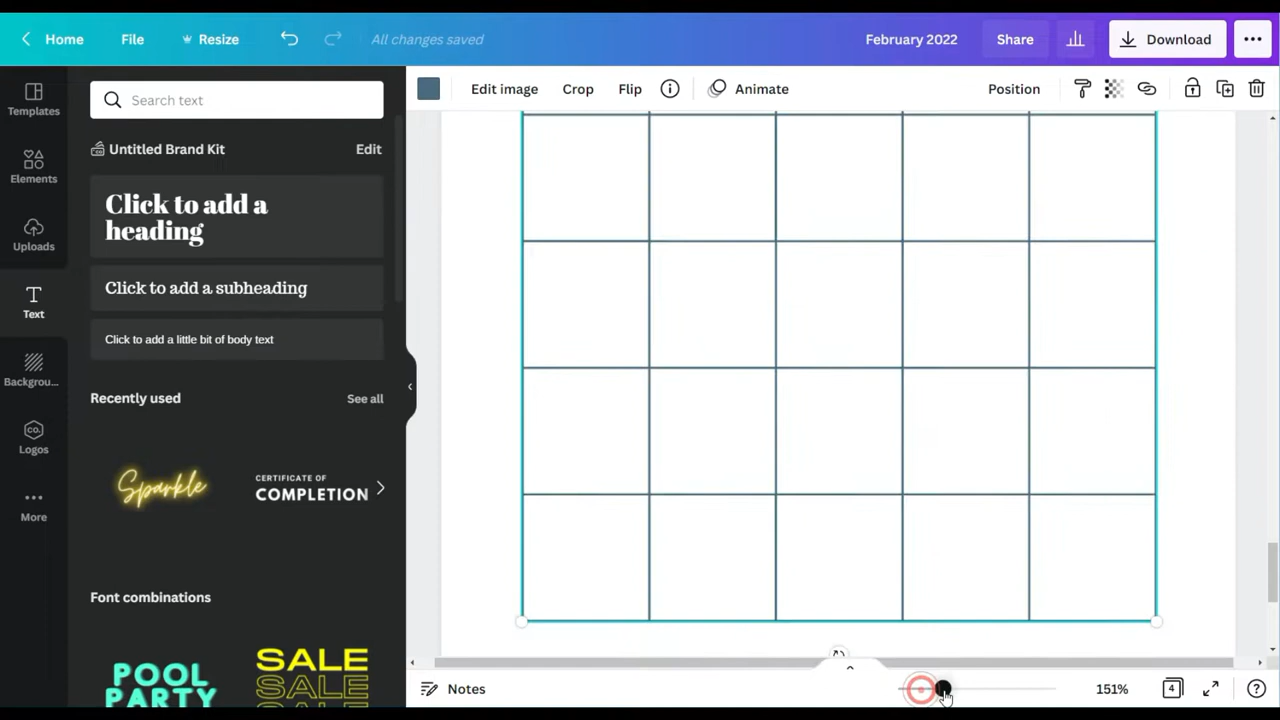 Home
File
Resize
All changes saved
February 2022
Share
Download
Templates
Elements
Uploads
Text
Backgrou...
CO.
Logos
More
Search text
Untitled Brand Kit
Edit
Click to add a
heading
Click to add a subheading
Click to add a little bit of body text
Recently used
See all
Sparkle
CERTIFICATE OF
COMPLETION
Font combinations
POOL
PARTY
SALE
SALE
SALE
Edit image
Crop
Flip
Animate
Position
Notes
151%
4